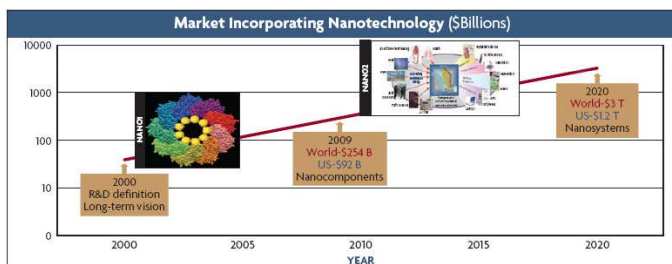 Market Incorporating Nanotechnology ($Billions)
10000
1000
100
10
0
NANO1
NANO2
2000
R&D definition
Long-term vision
2009
World-$254 B
US-$92 B
Nanocomponents
2020
World-$3 T
US-$1.2 T
Nanosystems
2000
2005
2010
2015
2020
YEAR